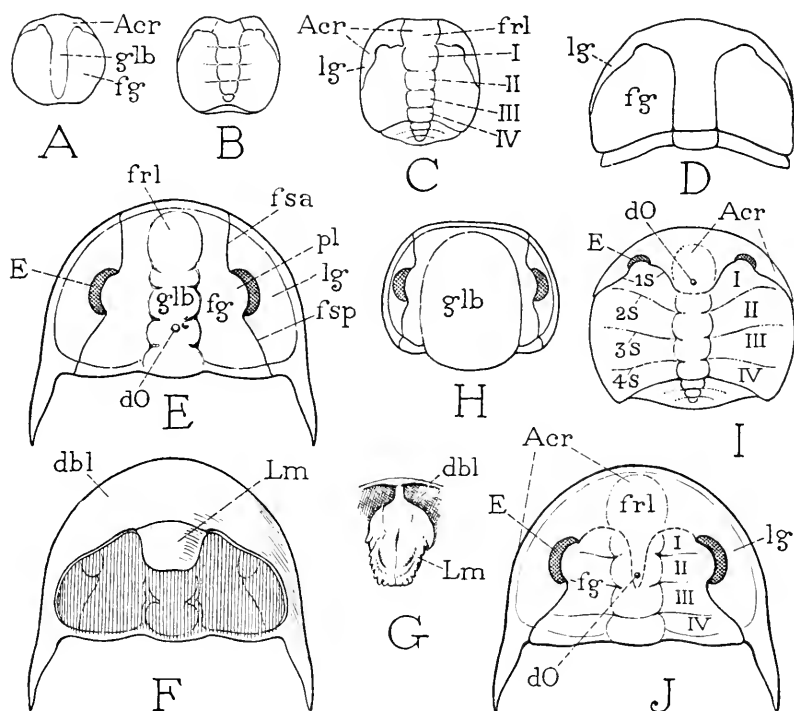 Acr
glb
fg
A
B
Acr
lg
frl
I
II
III
IV
C
lg
fg
D
frl
fsa
E
pl
lg
glb
fg
fsp
dO
E
glb
H
dO
Acr
E
1S
I
2S
II
3S
III
4S
IV
I
dbl
Lm
F
dbl
Lm
G
Acr
frl
E
lg
I
II
fg
III
IV
dO
J